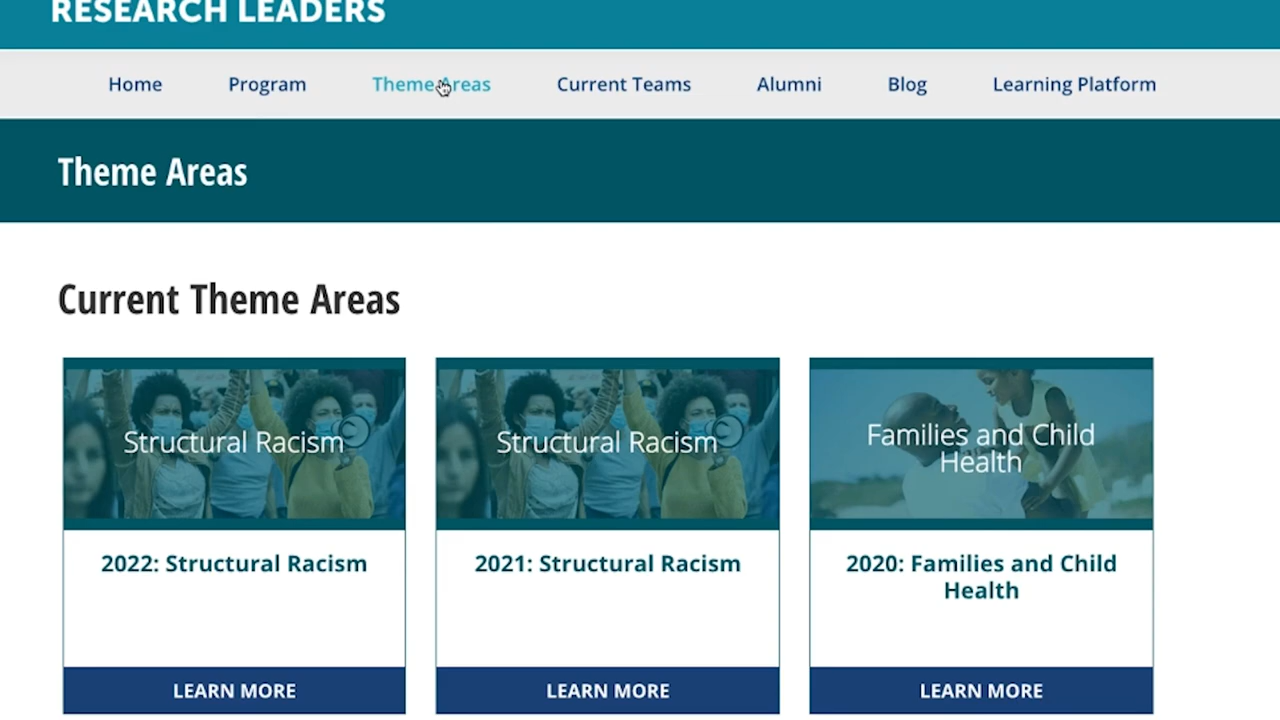 RESEARCH LEADERS
Home Program Theme Areas Current Teams Alumni Blog Learning Platform
Theme Areas
Current Theme Areas
Structural Racism
Structural Racism
Families and Child
Health
2022: Structural Racism
2021: Structural Racism
2020: Families and Child
Health
LEARN MORE
LEARN MORE
LEARN MORE